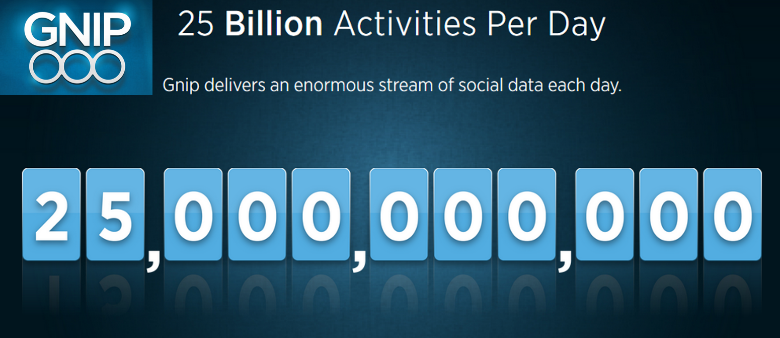 GNIP
25 Billion Activities Per Day
Gnip delivers an enormous stream of social data each day.
25,000,000,000